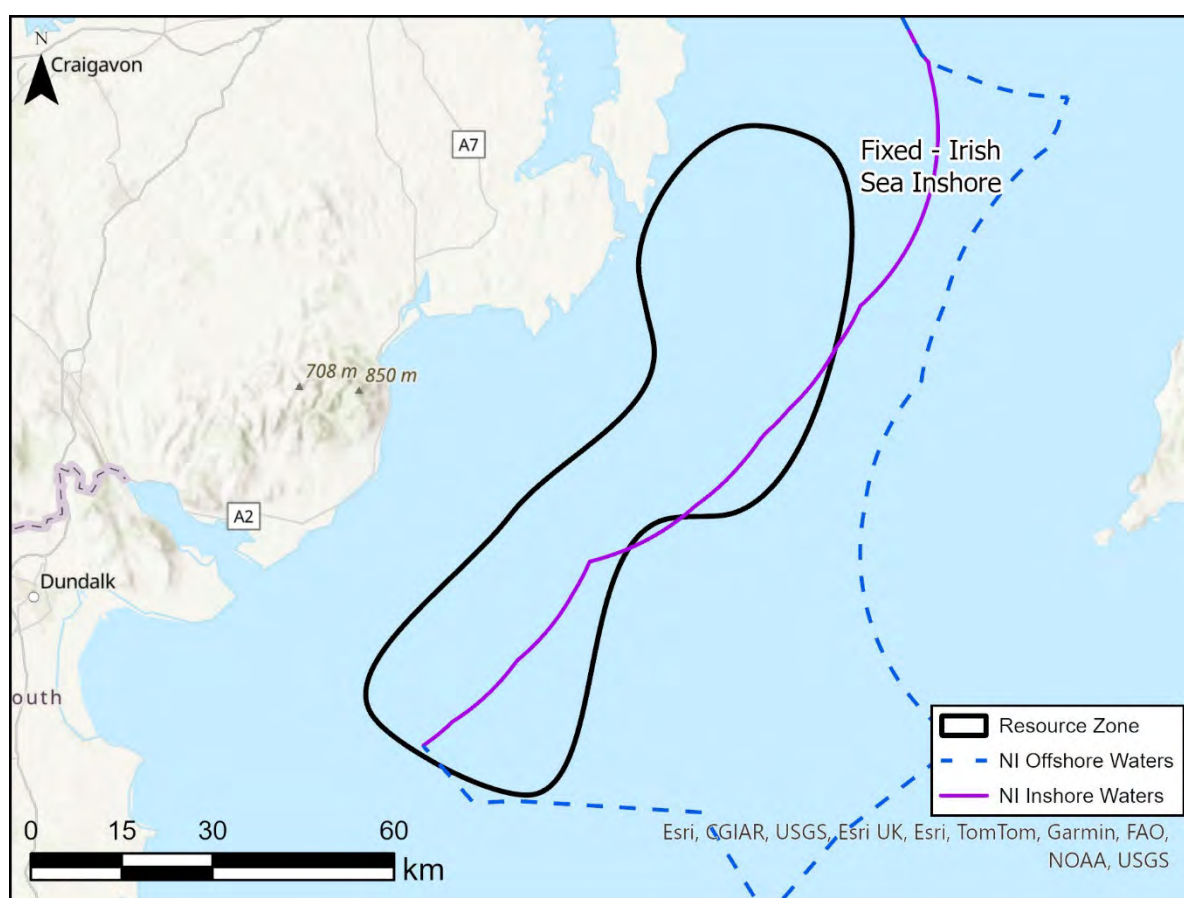 N
Craigavon
A7
Fixed - Irish
Sea Inshore
708 m
850 m
A2
Dundalk
outh
Resource Zone
NI Offshore Waters
NI Inshore Waters
0 15 30 60
km
Esri, CGIAR, USGS, Esri UK, Esri, TomTom, Garmin, FAO,
NOAA, USGS